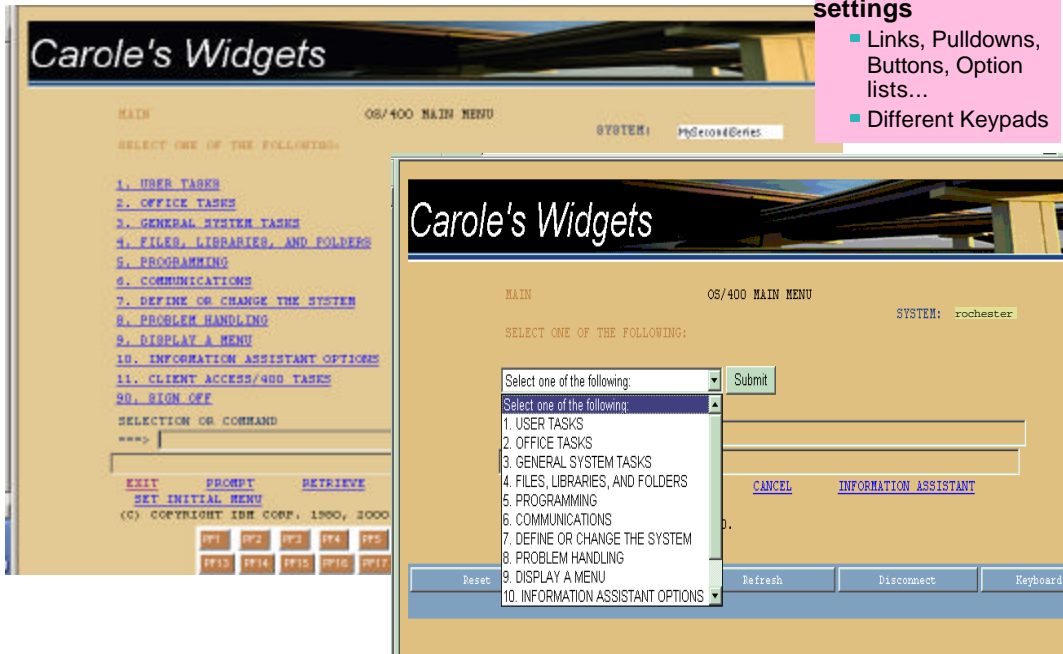 settings
Links, Pulldowns,
Buttons, Option
lists...
Different Keypads
Carole's Widgets
MAIN
OS/400 MAIN MENU
SYSTEM: MySecondiSeries
SELECT ONE OF THE FOLLOWING:
1. USER TASKS
2. OFFICE TASKS
3. GENERAL SYSTEM TASKS
4. FILES, LIBRARIES, AND FOLDERS
5. PROGRAMMING
6. COMMUNICATIONS
7. DEFINE OR CHANGE THE SYSTEM
8. PROBLEM HANDLING
9. DISPLAY A MENU
10. INFORMATION ASSISTANT OPTIONS
11. CLIENT ACCESS/400 TASKS
90. SIGN OFF
SELECTION OR COMMAND
===>
EXIT PROMPT RETRIEVE
SET INITIAL MENU
(C) COPYRIGHT IBM CORP. 1980, 2000
PF1 PF2 PF3 PF4 PF5
PF13 PF14 PF15 PF16 PF17
Carole's Widgets
MAIN
OS/400 MAIN MENU
SYSTEM: rochester
SELECT ONE OF THE FOLLOWING:
Select one of the following: Submit
Select one of the following:
1. USER TASKS
2. OFFICE TASKS
3. GENERAL SYSTEM TASKS
4. FILES, LIBRARIES, AND FOLDERS
5. PROGRAMMING
6. COMMUNICATIONS
7. DEFINE OR CHANGE THE SYSTEM
8. PROBLEM HANDLING
9. DISPLAY A MENU
10. INFORMATION ASSISTANT OPTIONS
CANCEL INFORMATION ASSISTANT
Reset Refresh Disconnect Keyboard